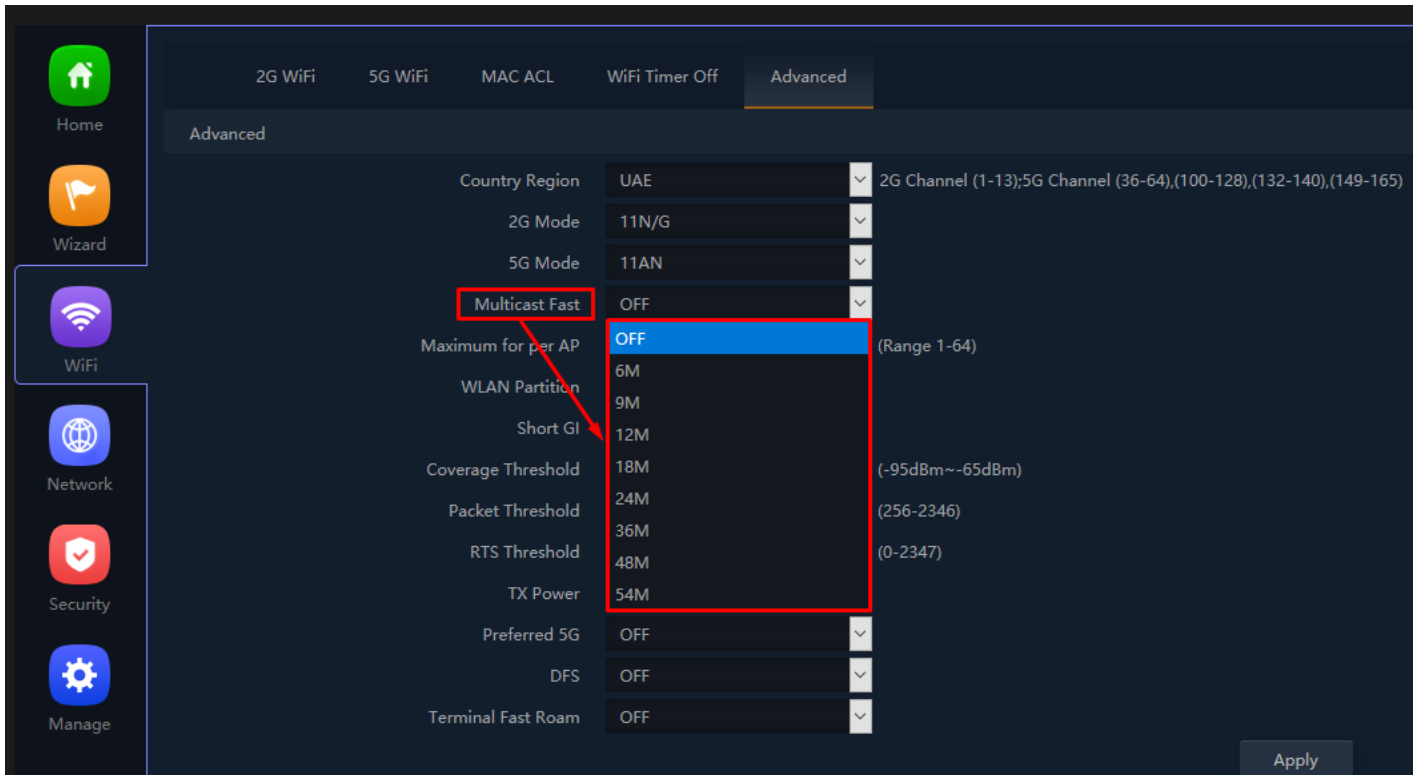 2G WiFi 5G WiFi MAC ACL WiFi Timer Off Advanced
Home
Advanced
Country Region UAE 2G Channel (1-13);5G Channel (36-64),(100-128),(132-140),(149-165)
2G Mode 11N/G
Wizard
5G Mode 11AN
Multicast Fast OFF
OFF
Maximum for per AP (Range 1-64)
WiFi
6M
WLAN Partition
9M
Short GI
12M
Coverage Threshold 18M (-95dBm~-65dBm)
Network
24M
Packet Threshold (256-2346)
36M
RTS Threshold (0-2347)
48M
TX Power 54M
Security
Preferred 5G OFF
DFS OFF
Terminal Fast Roam OFF
Manage
Apply